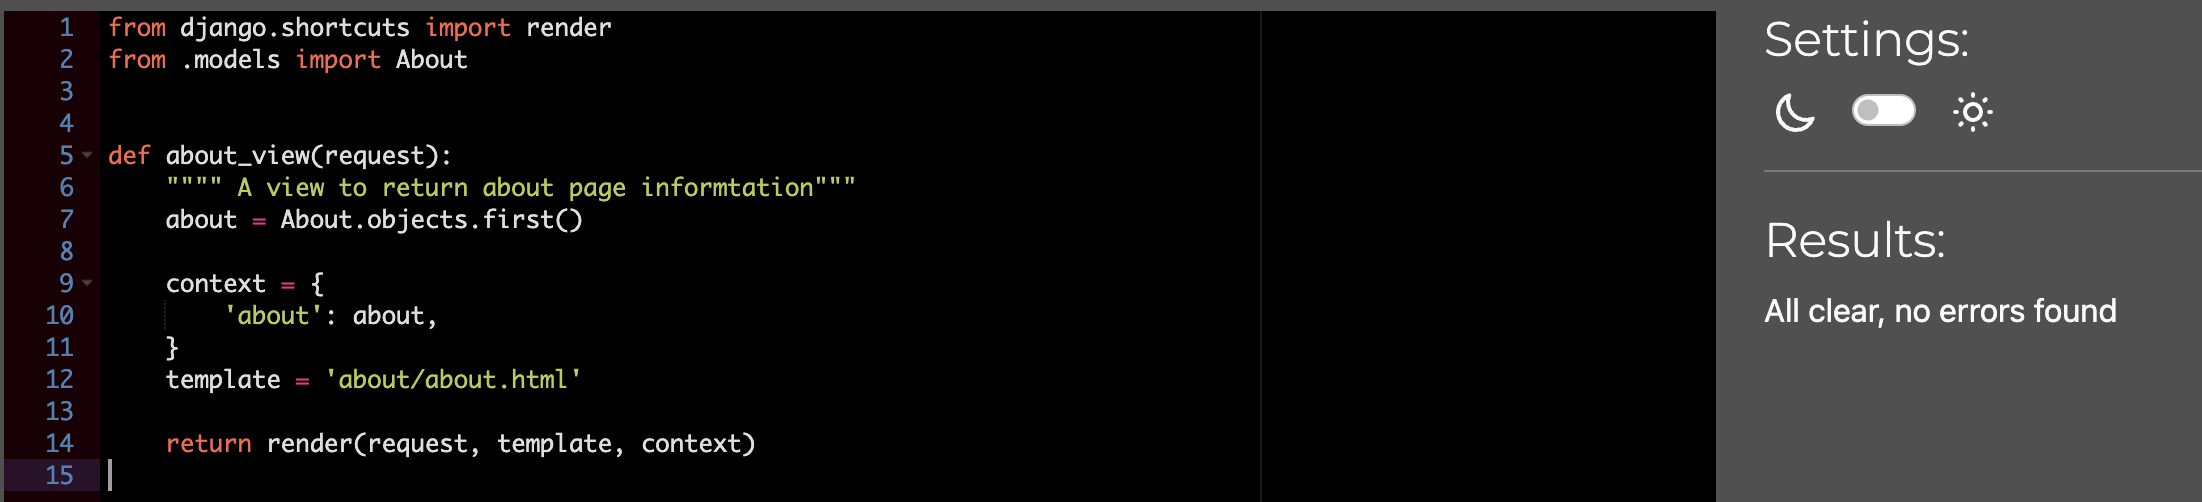 1 from django.shortcuts import render
2 from .models import About
3
4
5 def about_view(request):
6     """" A view to return about page informtation"""
7     about = About.objects.first()
8
9     context = {
10         'about': about,
11     }
12     template = 'about/about.html'
13
14     return render(request, template, context)
15
Settings:
Results:
All clear, no errors found